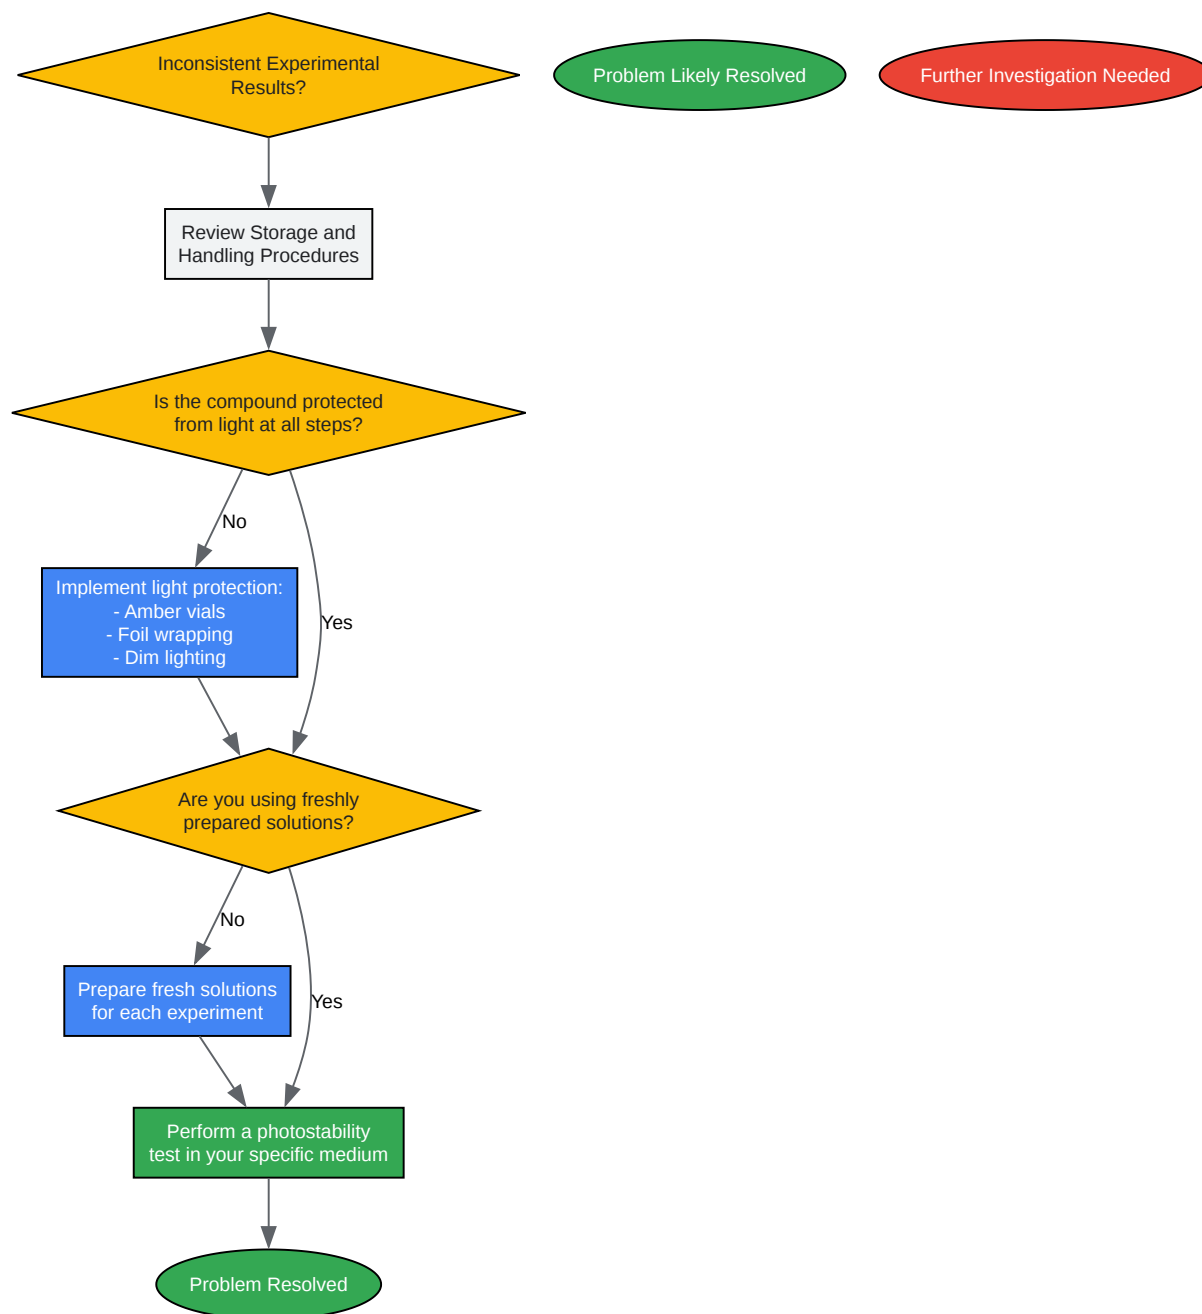 Inconsistent Experimental
Results?
Problem Likely Resolved
Further Investigation Needed
Review Storage and
Handling Procedures
Is the compound protected
from light at all steps?
No
Yes
Implement light protection:
- Amber vials
- Foil wrapping
- Dim lighting
Are you using freshly
prepared solutions?
No
Yes
Prepare fresh solutions
for each experiment
Perform a photostability
test in your specific medium
Problem Resolved